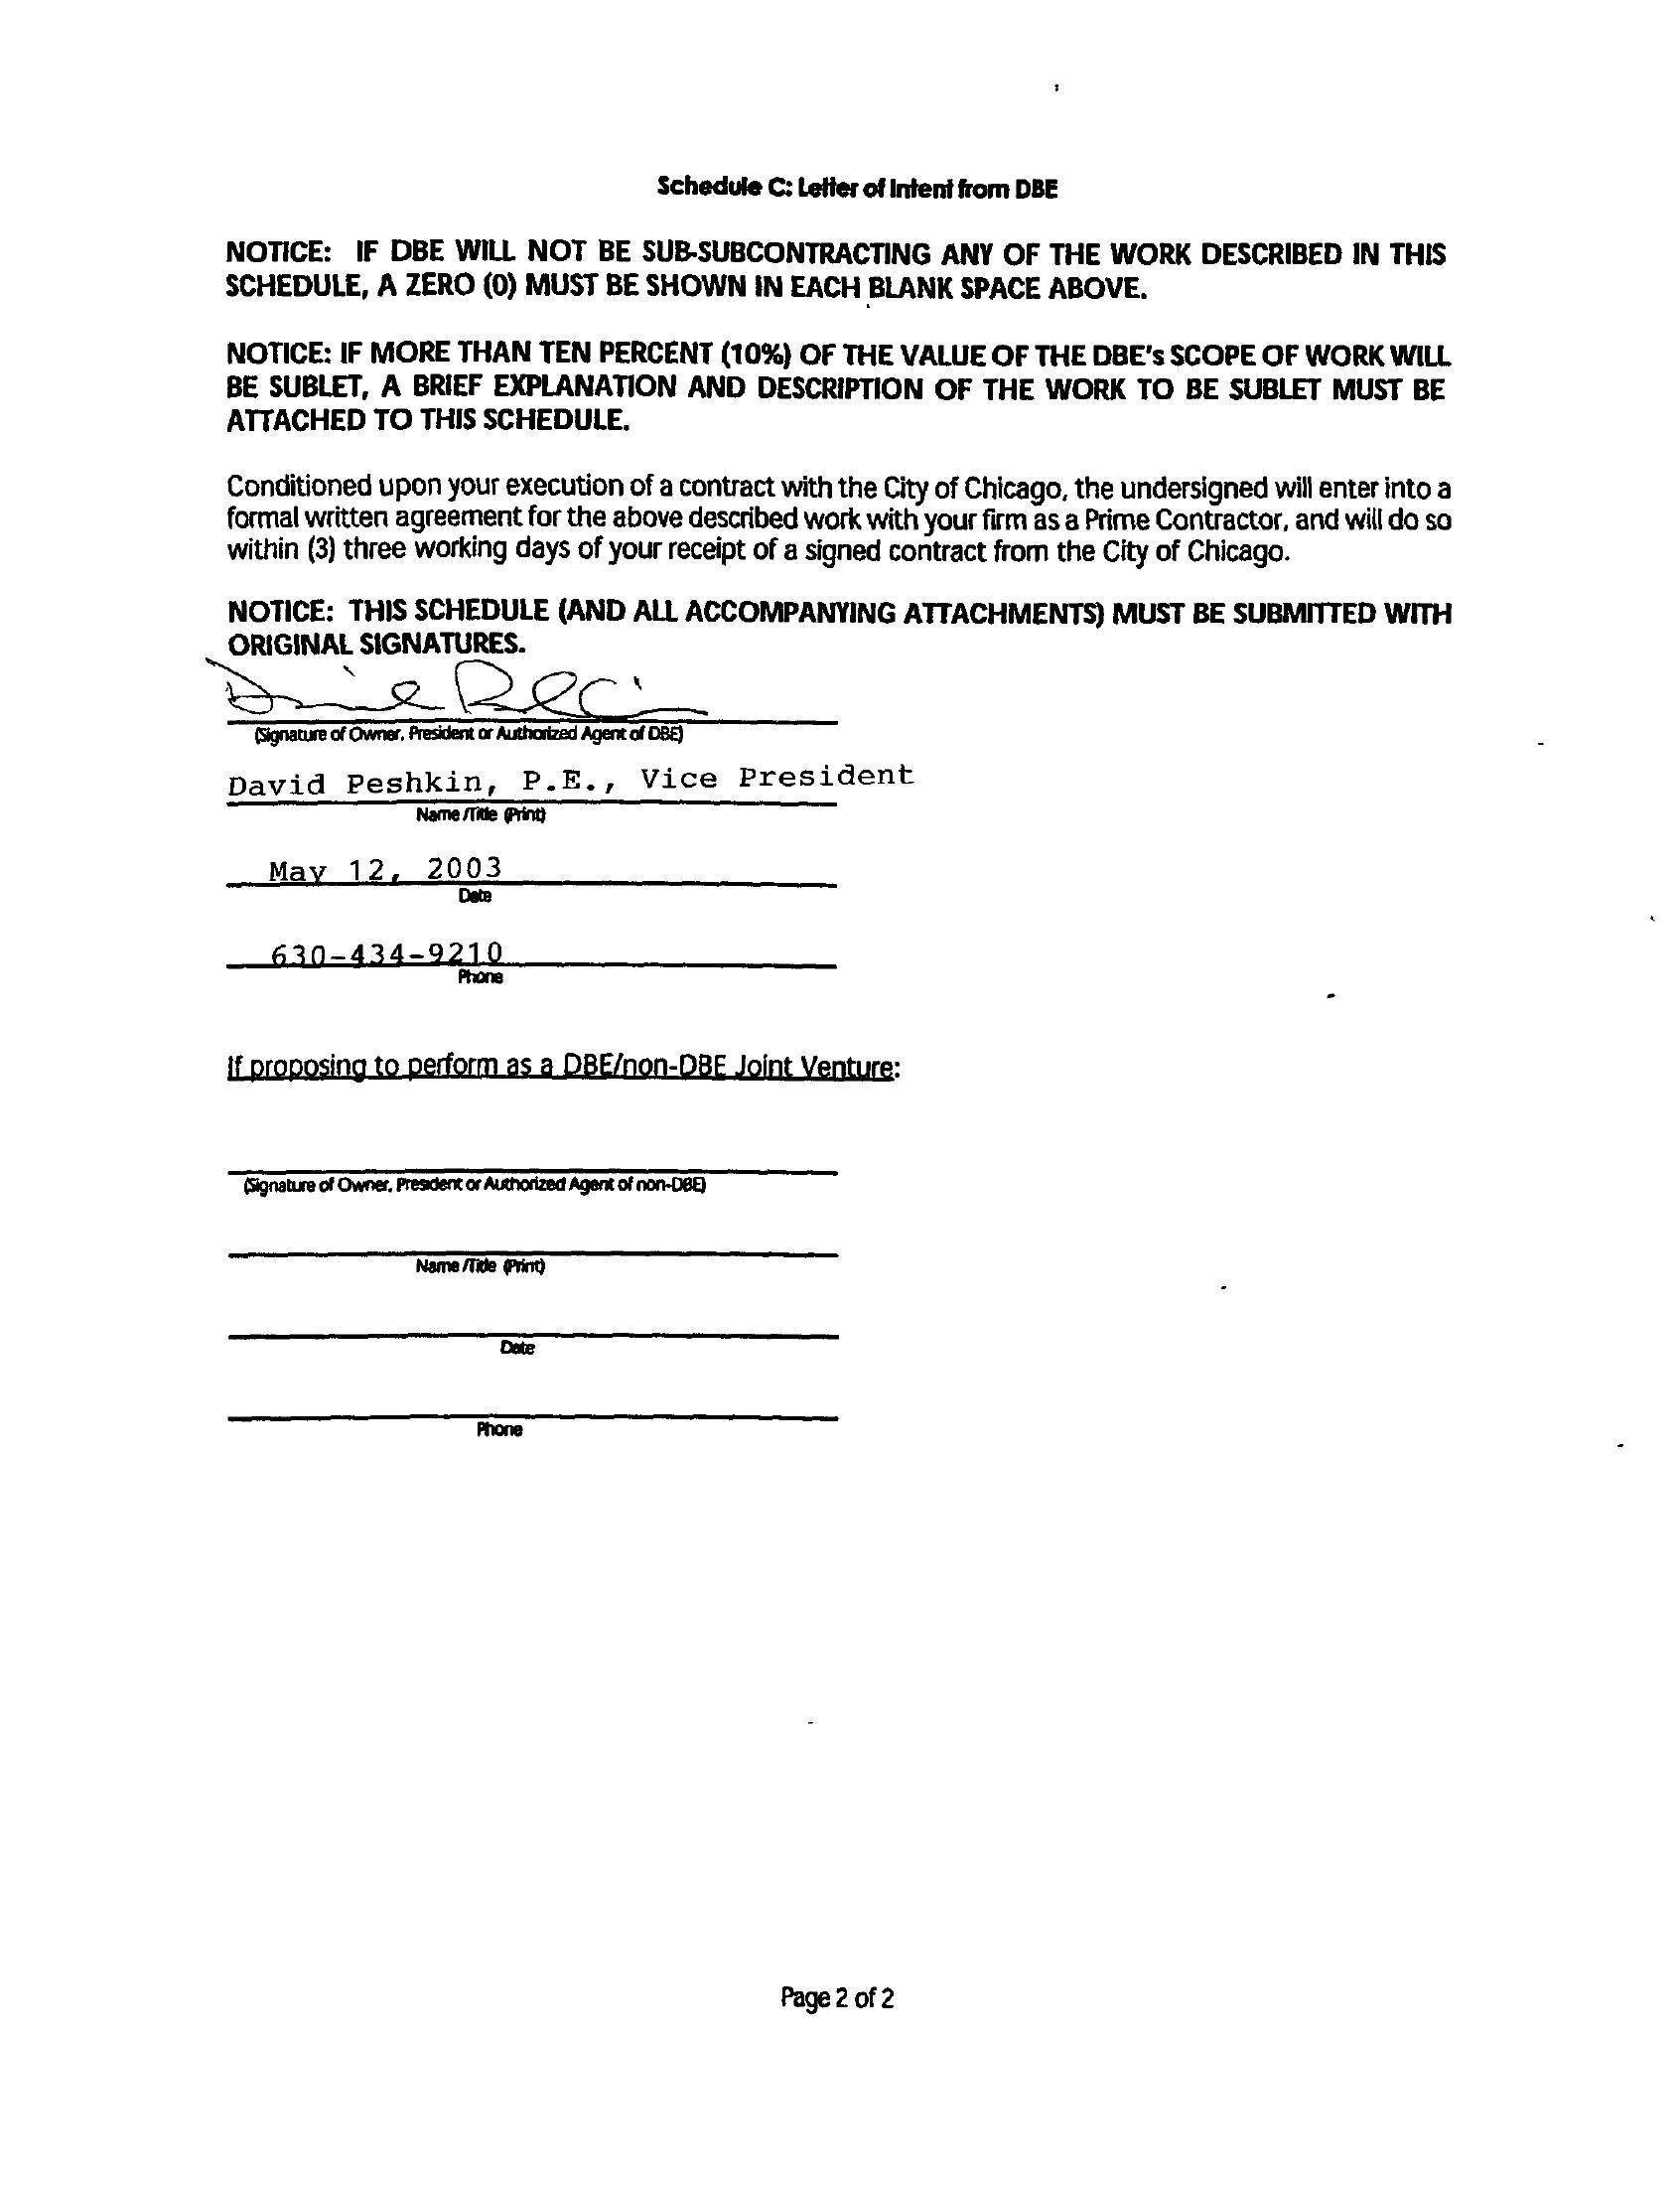 Schedule C: Letter of Intent from DBE
NOTICE: IF DBE WILL NOT BE SUB-SUBCONTRACTING ANY OF THE WORK DESCRIBED IN THIS
SCHEDULE, A ZERO (0) MUST BE SHOWN IN EACH BLANK SPACE ABOVE.
NOTICE: IF MORE THAN TEN PERCENT (10%) OF THE VALUE OF THE DBE's SCOPE OF WORK WILL
BE SUBLET, A BRIEF EXPLANATION AND DESCRIPTION OF THE WORK TO BE SUBLET MUST BE
ATTACHED TO THIS SCHEDULE.
Conditioned upon your execution of a contract with the City of Chicago, the undersigned will enter into a
formal written agreement for the above described work with your firm as a Prime Contractor, and will do so
within (3) three working days of your receipt of a signed contract from the City of Chicago.
NOTICE: THIS SCHEDULE (AND ALL ACCOMPANYING ATTACHMENTS) MUST BE SUBMITTED WITH
ORIGINAL SIGNATURES.
(Signature of Owner, President or Authorized Agent of DBE)
David Peshkin, P.E., Vice President
Name /Title (Print)
May 12, 2003
Date
630-434-9210
Phone
If proposing to perform as a DBE/non-DBE Joint Venture:
(Signature of Owner, President or Authorized Agent of non-DBE)
Name /Title (Print)
Date
Phone
Page 2 of 2